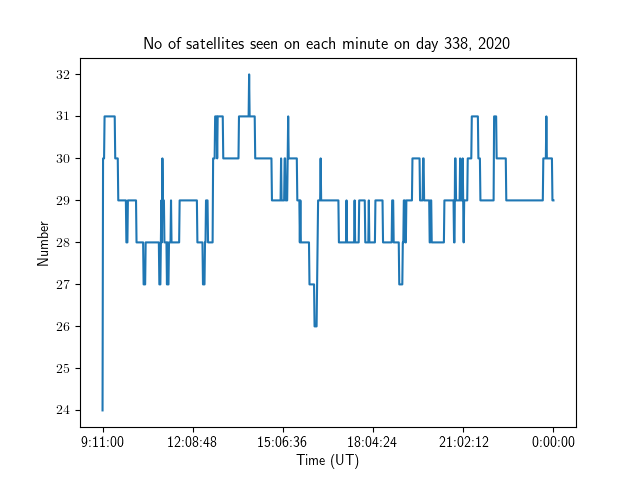 No of satellites seen on each minute on day 338, 2020
32
31
30
29
28
27
26
25
24
Number
9:11:00 12:08:48 15:06:36 18:04:24 21:02:12 0:00:00
Time (UT)